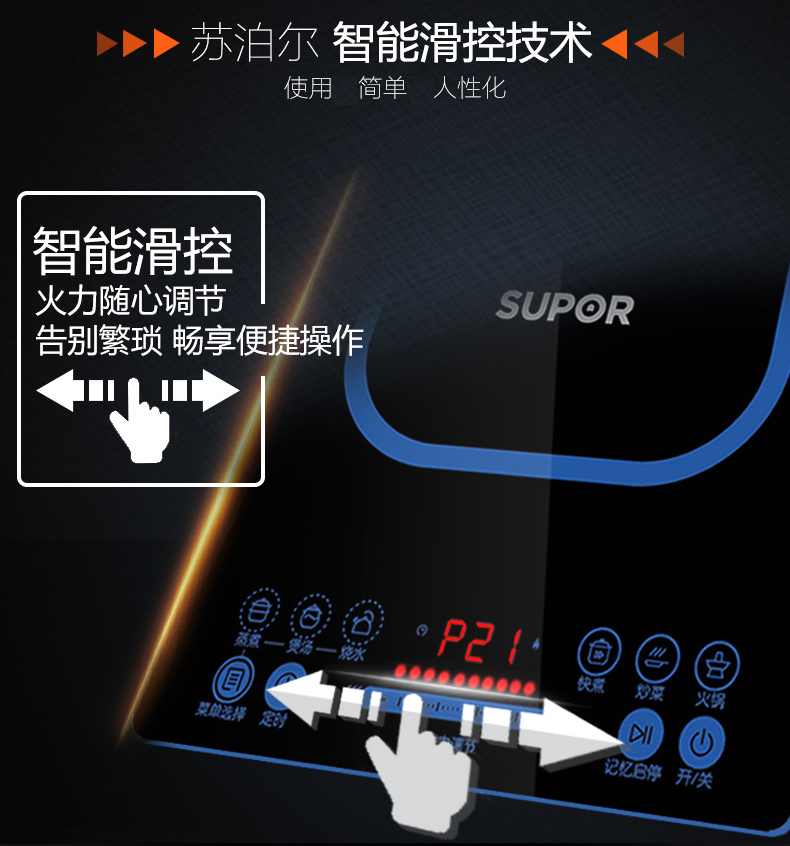 苏泊尔 智能滑控技术
使用 简单 人性化
智能滑控
火力随心调节
告别繁琐 畅享便捷操作
SUPOR
P21
蒸煮 煲汤 烧水
快煮 炒菜 火锅
菜单选择 定时
调节
记忆启停 开/关